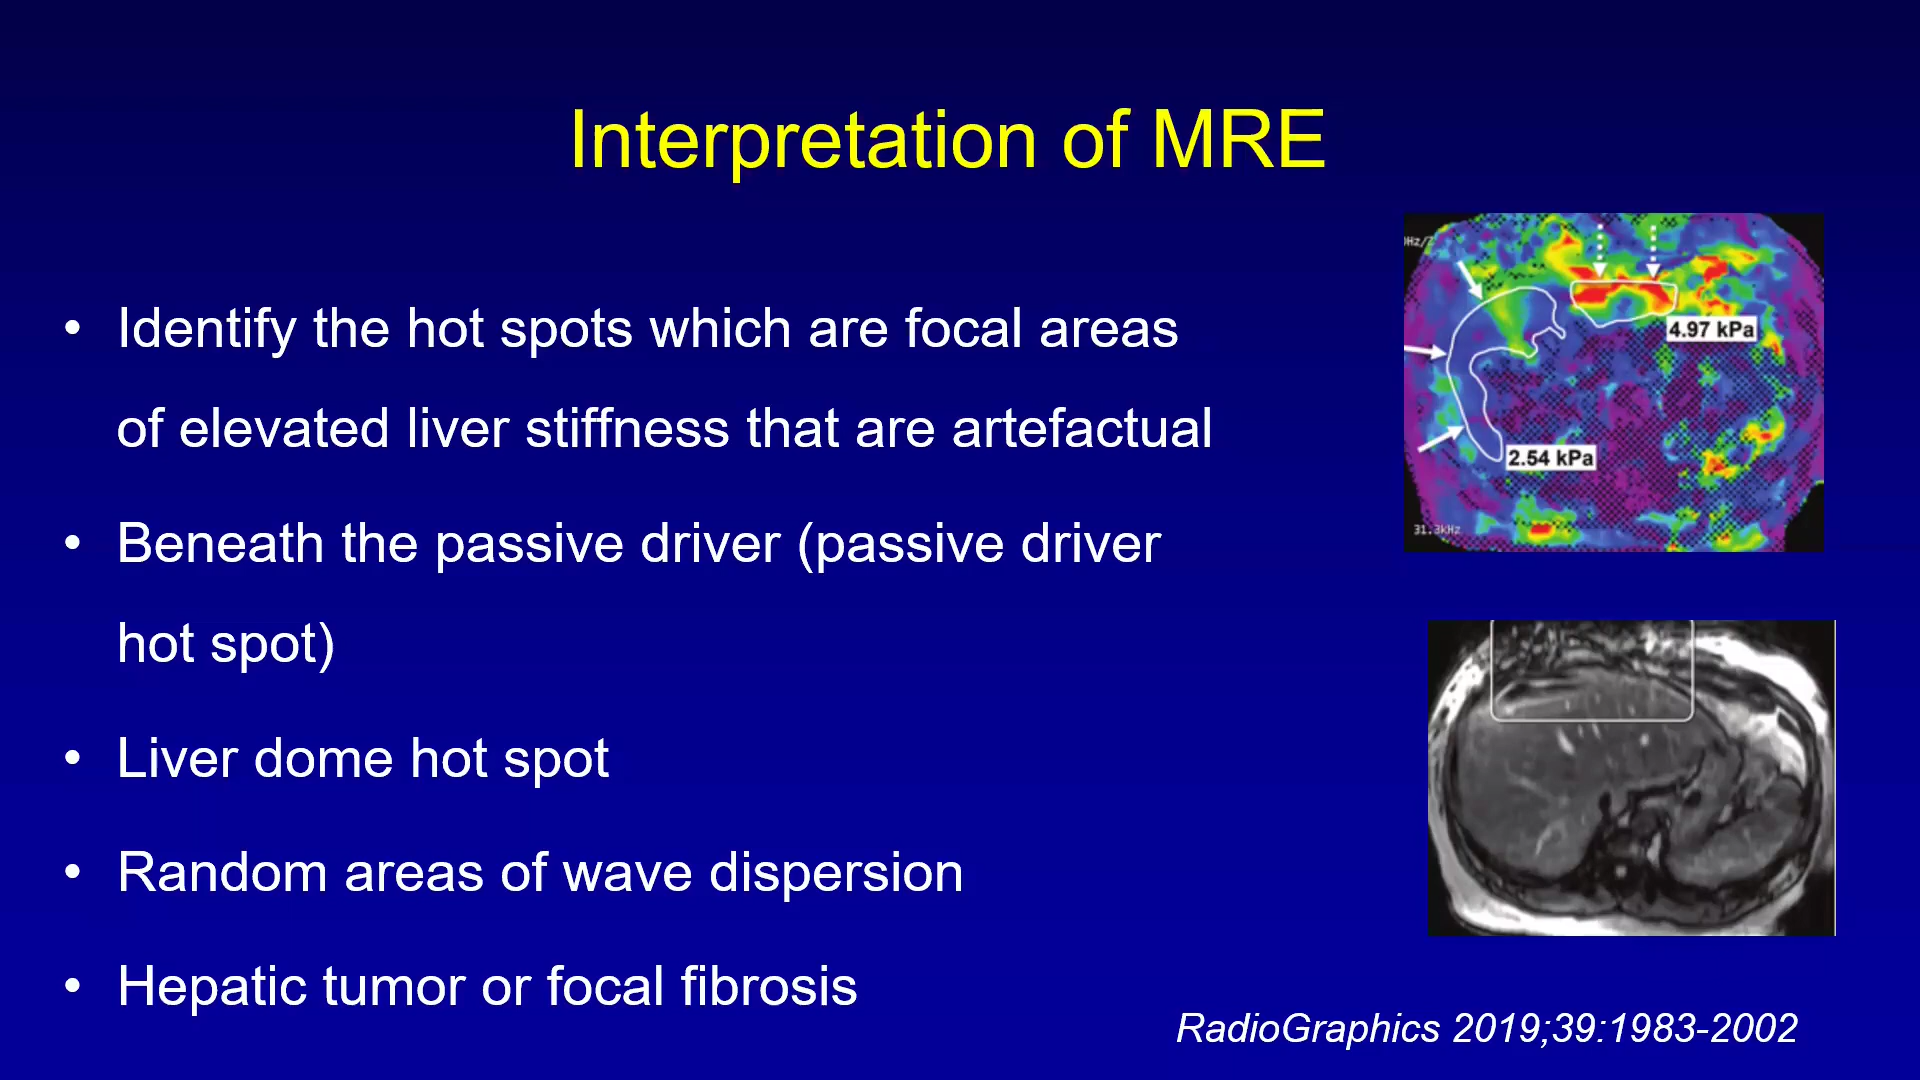 Interpretation of MRE
• Identify the hot spots which are focal areas
of elevated liver stiffness that are artefactual
• Beneath the passive driver (passive driver
hot spot)
• Liver dome hot spot
• Random areas of wave dispersion
• Hepatic tumor or focal fibrosis
4.97 kPa
2.54 kPa
31.3kHz
RadioGraphics 2019;39:1983-2002